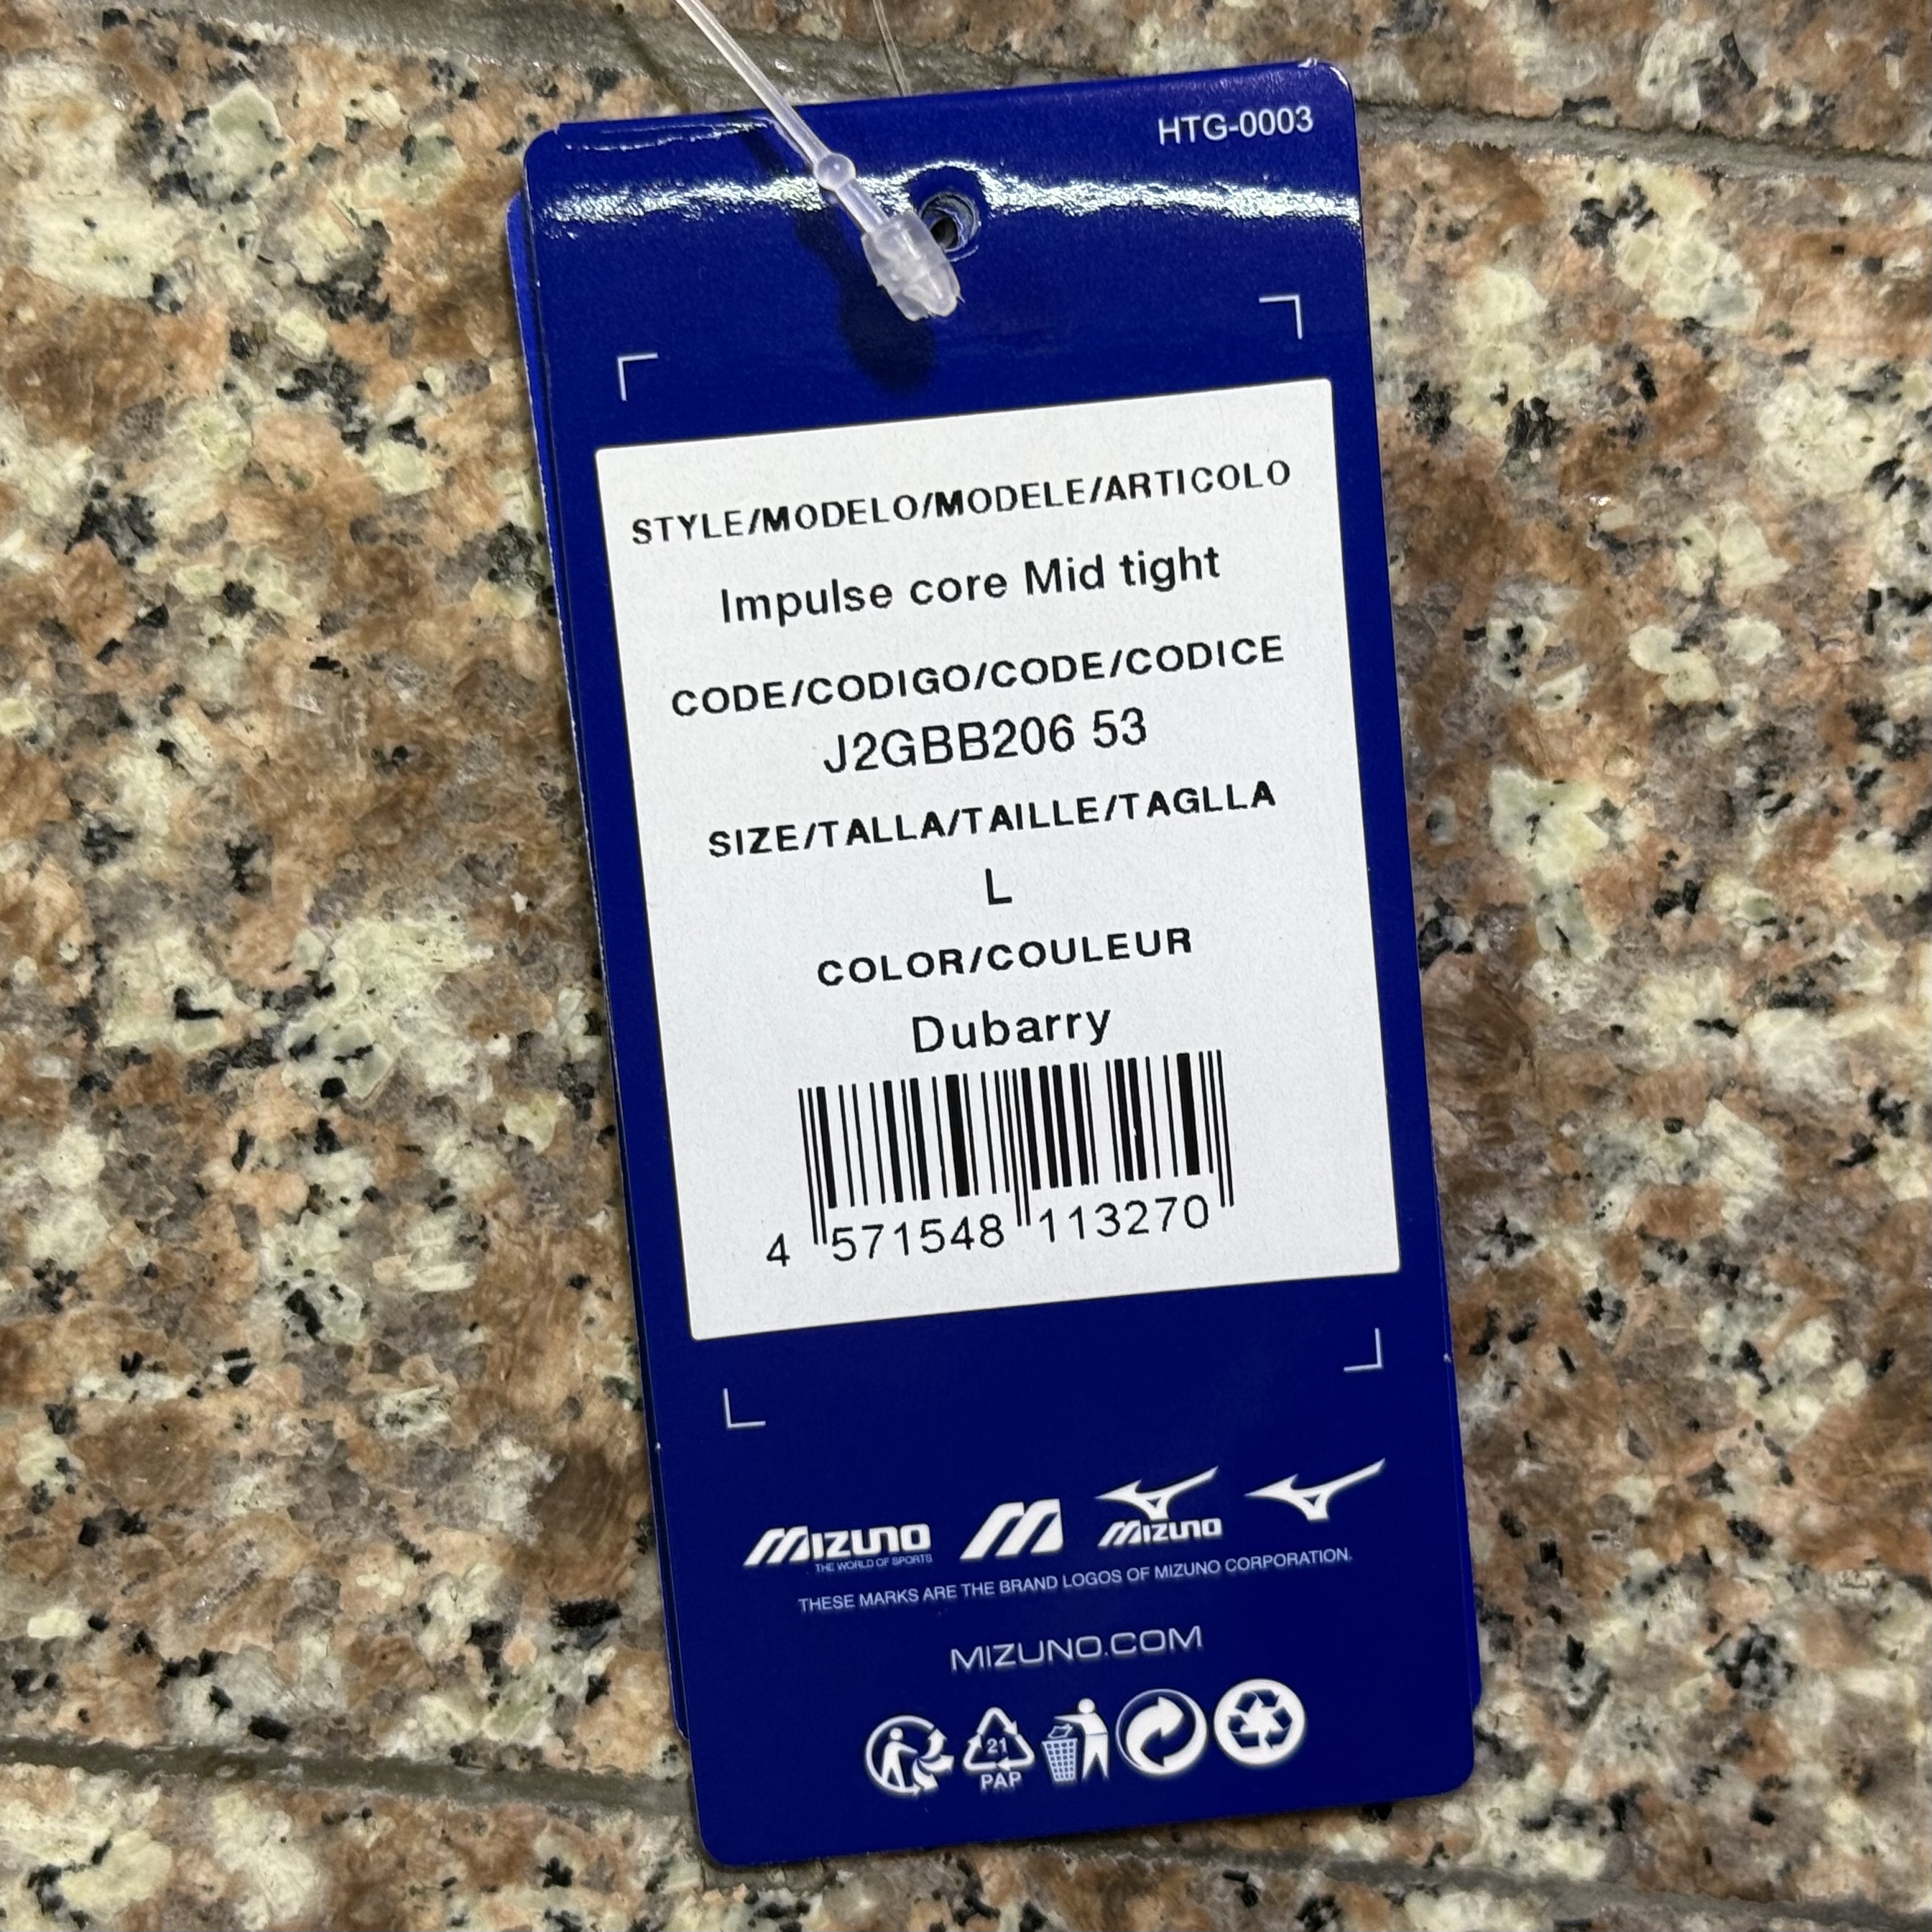 HTG-0003
STYLE/MODELO/MODELE/ARTICOLO
Impulse core Mid tight
CODE/CODIGO/CODE/CODICE
J2GBB206 53
SIZE/TALLA/TAILLE/TAGLLA
L
COLOR/COULEUR
Dubarry
4 571548 113270
MIZUNO M MIZUNO
THE WORLD OF SPORTS
THESE MARKS ARE THE BRAND LOGOS OF MIZUNO CORPORATION.
MIZUNO.COM
21
PAP